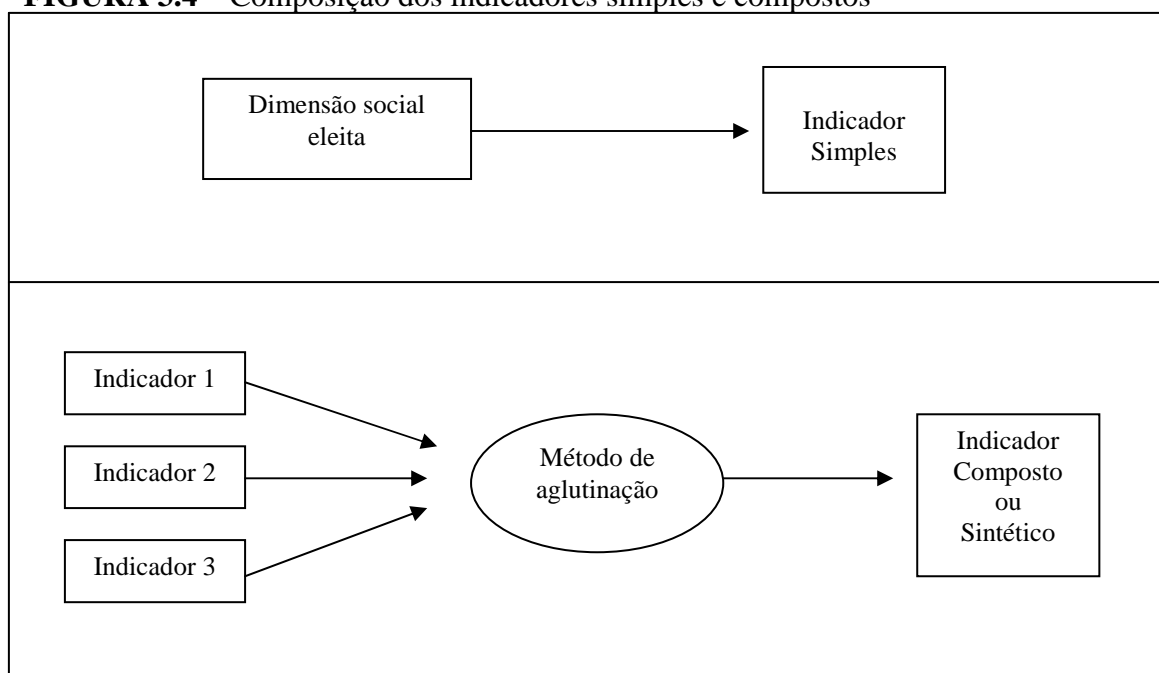 FIGURA 3.4 – Composição dos indicadores simples e compostos
Dimensão social
eleita
Indicador
Simples
Indicador 1
Indicador 2
Indicador 3
Método de
aglutinação
Indicador
Composto
ou
Sintético